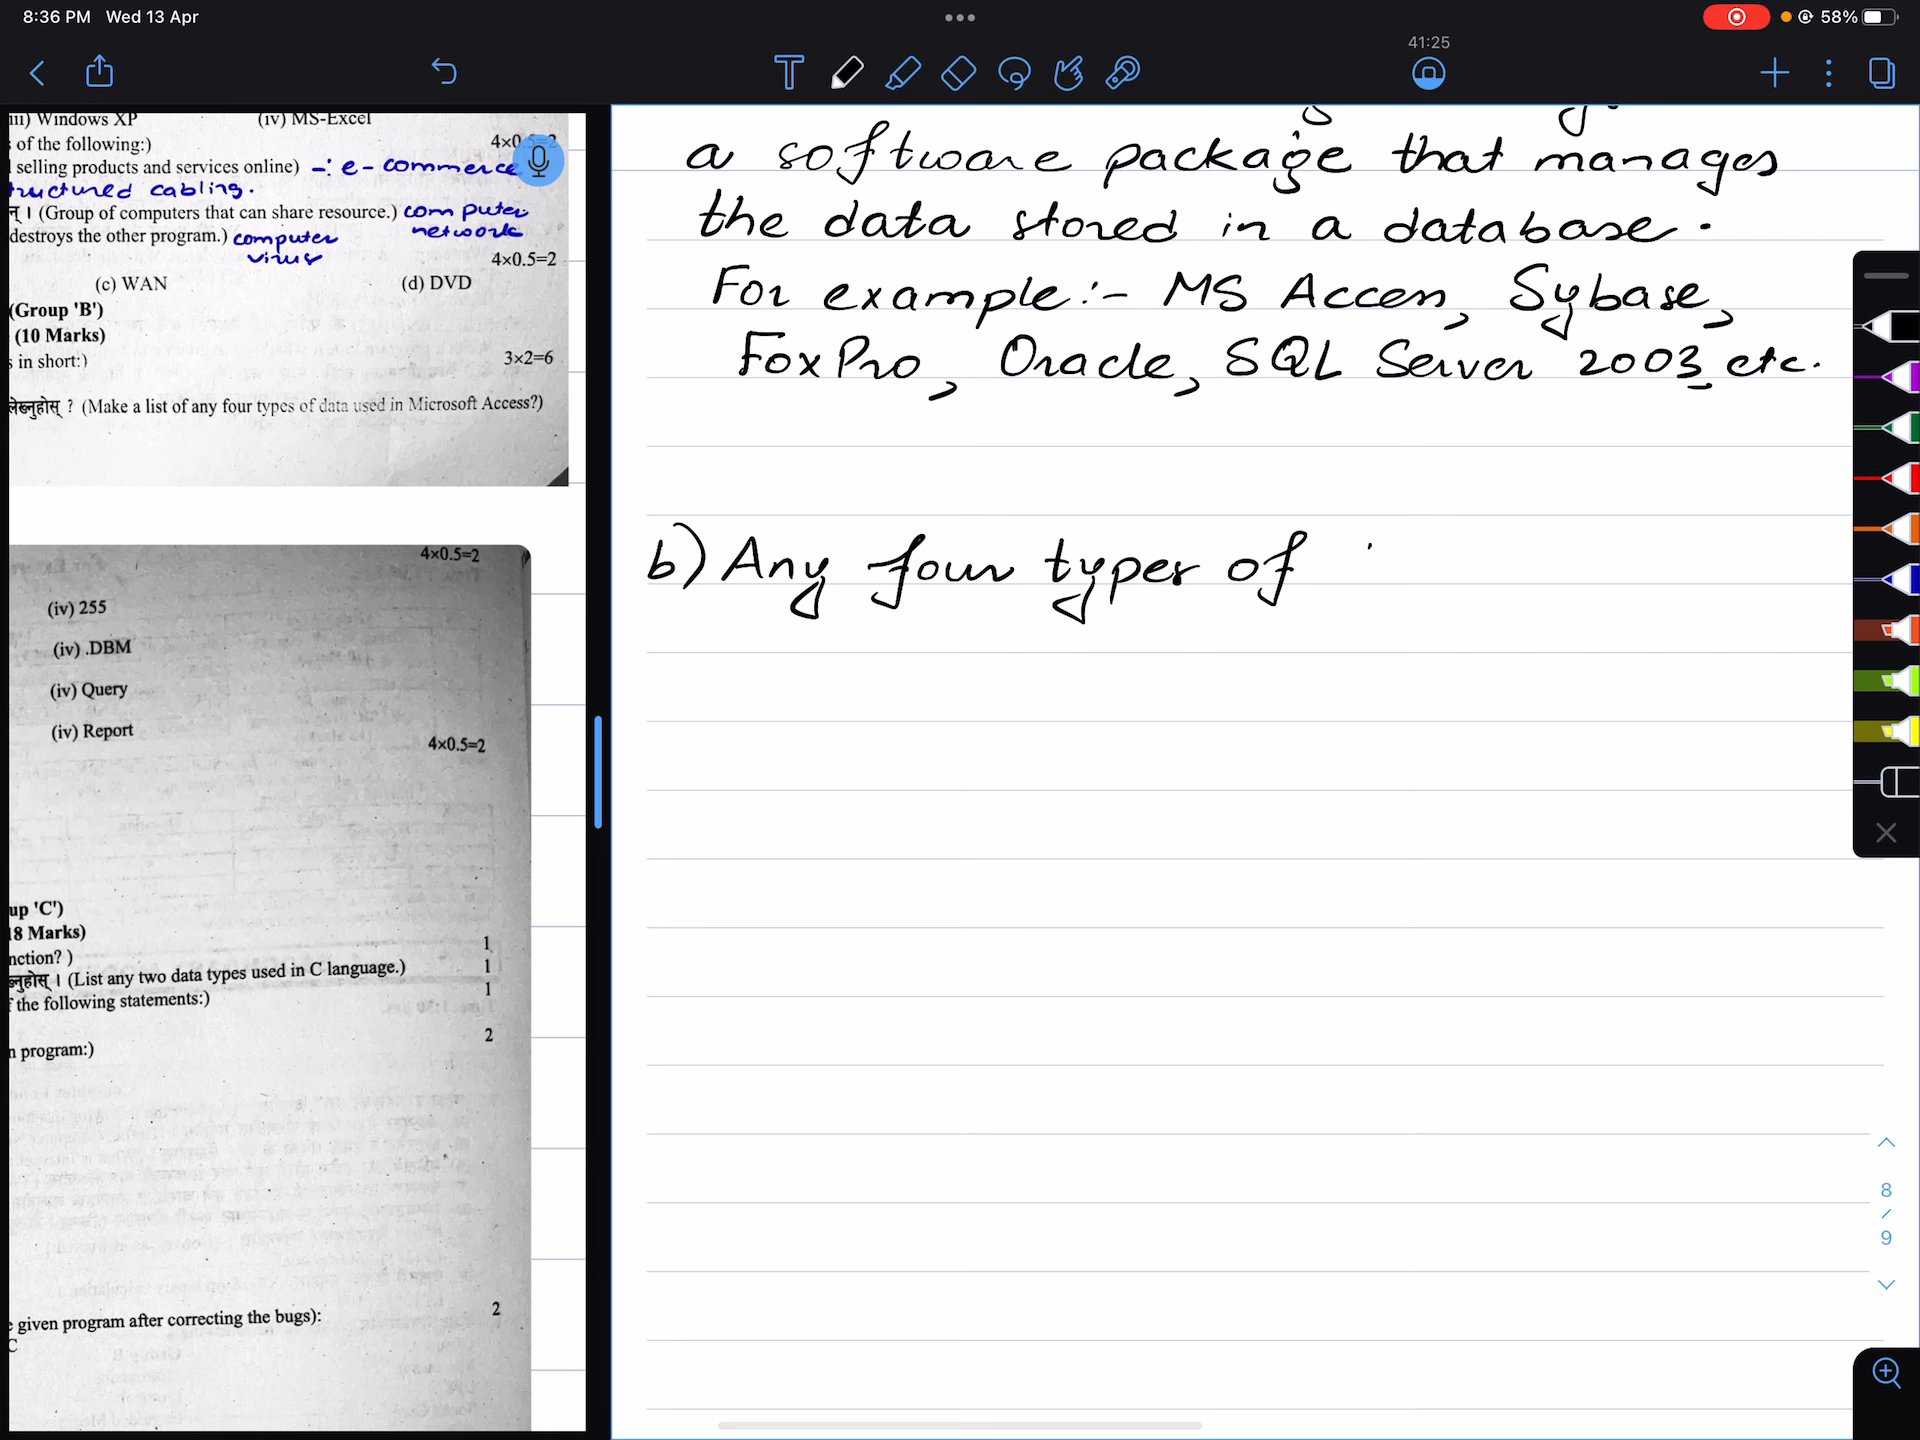 8:36 PM Wed 13 Apr
58%
41:25
iii) Windows XP (iv) MS-Excel
of the following:) 4×0.5=2
selling products and services online) -: e-commerce
tructured cabling.
न् । (Group of computers that can share resource.) computer network
destroys the other program.) computer virus
4×0.5=2
(c) WAN (d) DVD
(Group 'B')
(10 Marks)
s in short:) 3×2=6
लेख्नुहोस् ? (Make a list of any four types of data used in Microsoft Access?)
4×0.5=2
(iv) 255
(iv) .DBM
(iv) Query
(iv) Report
4×0.5=2
up 'C')
18 Marks)
nction? ) 1
ख्नुहोस् । (List any two data types used in C language.) 1
f the following statements:) 1
2
n program:)
2
e given program after correcting the bugs):
C
a software package that manages
the data stored in a database.
For example:- MS Access, Sybase,
FoxPro, Oracle, SQL Server 2003 etc.
b) Any four types of
8
/
9